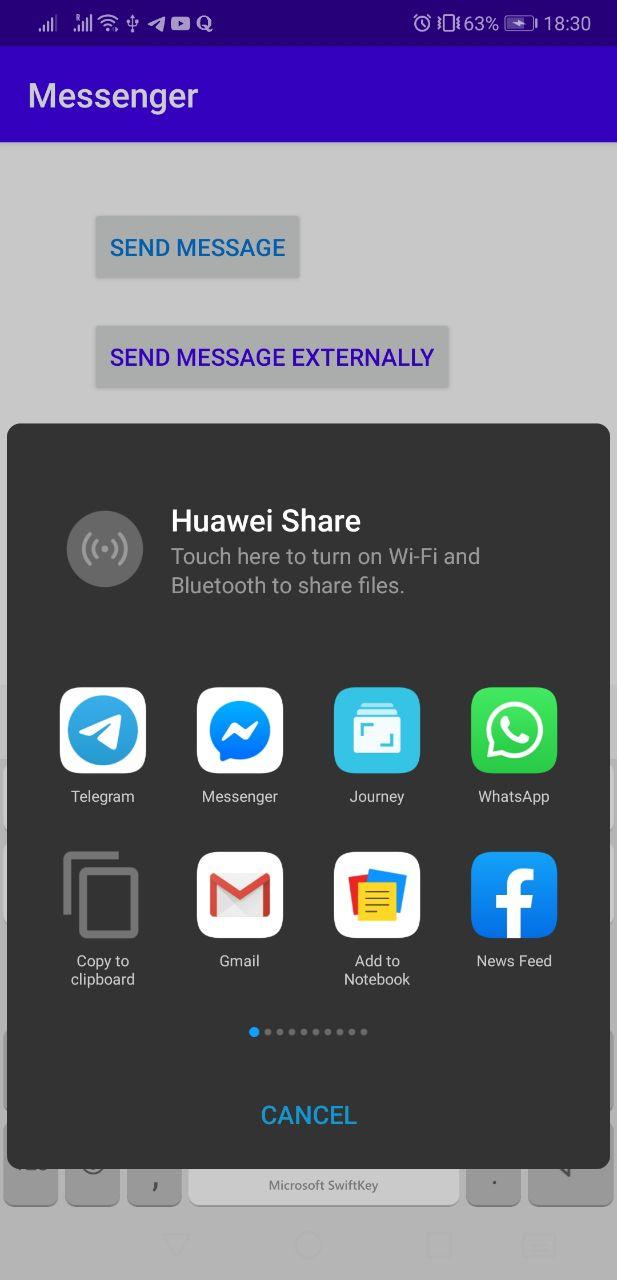 63% 18:30
Messenger
SEND MESSAGE
SEND MESSAGE EXTERNALLY
Huawei Share
Touch here to turn on Wi-Fi and
Bluetooth to share files.
Telegram Messenger Journey WhatsApp
Copy to clipboard Gmail Add to Notebook News Feed
CANCEL
, Microsoft SwiftKey .